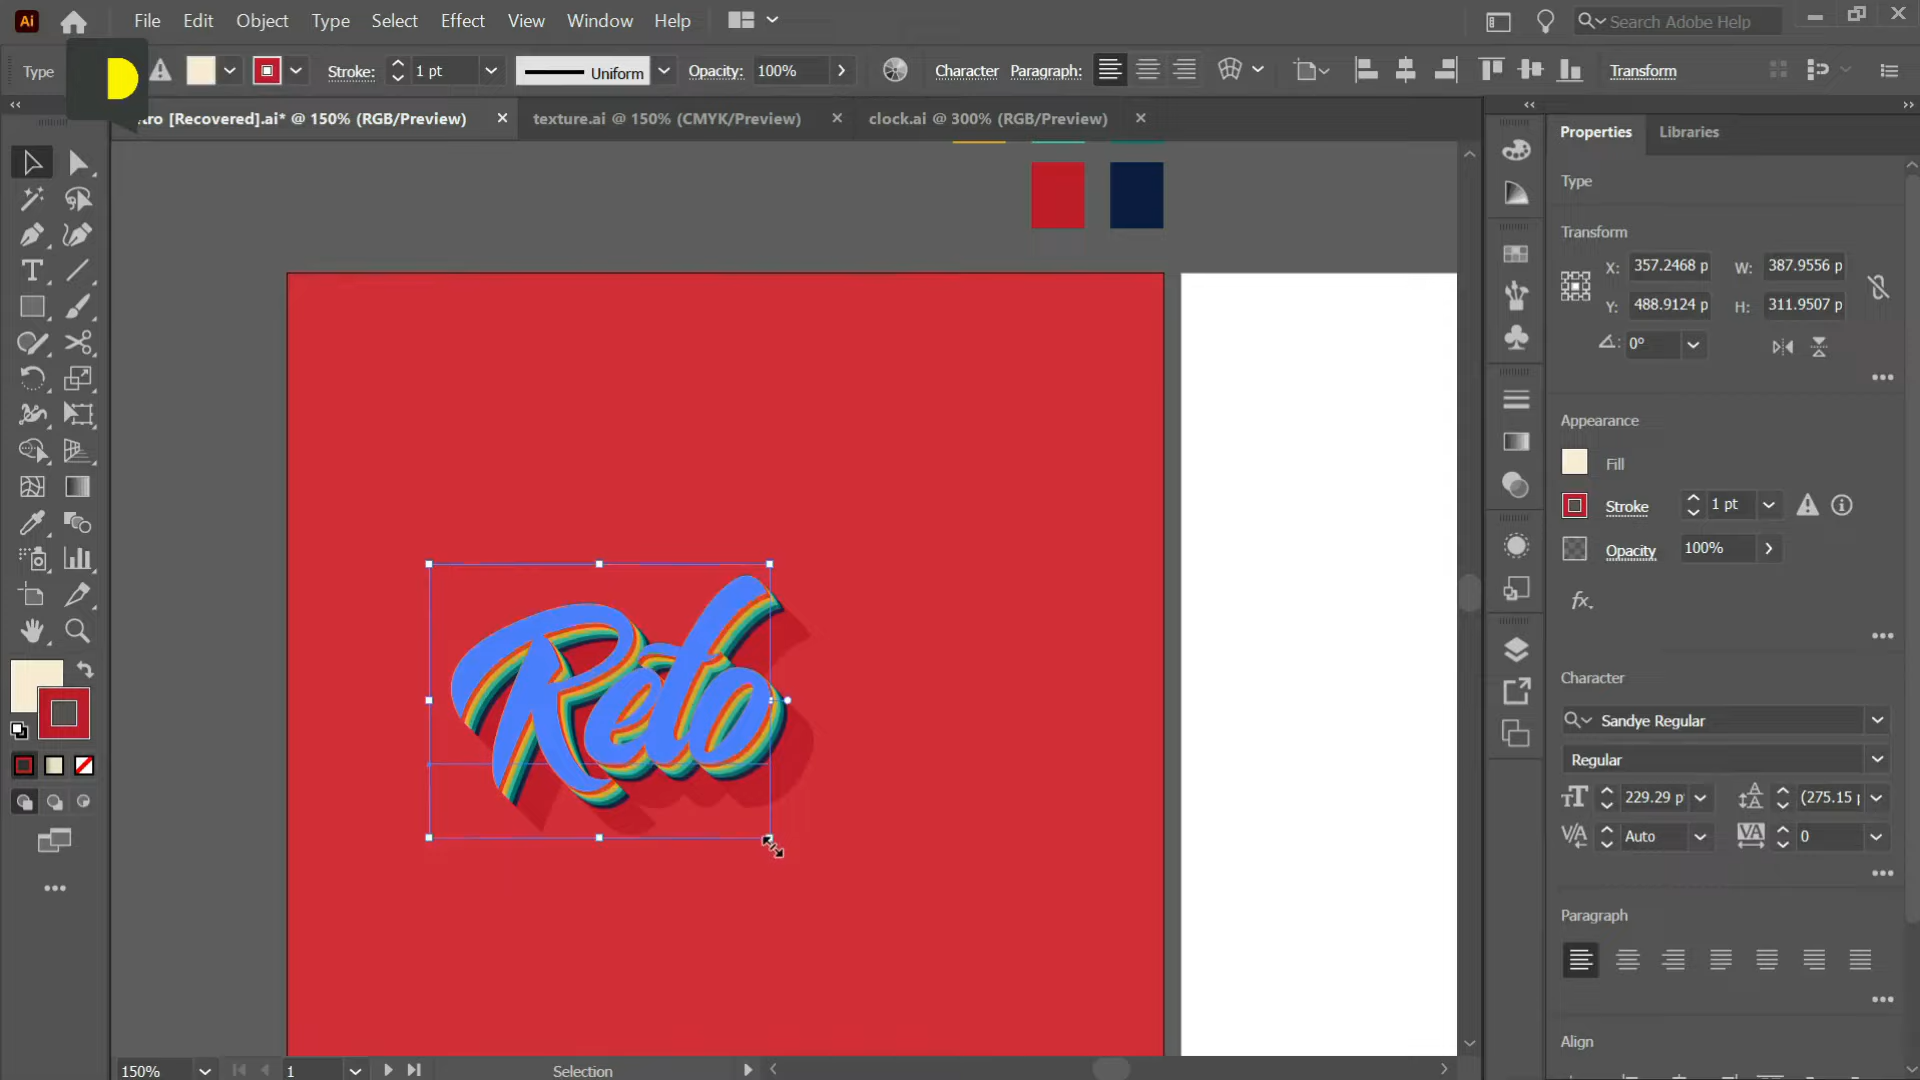 Ai File Edit Object Type Select Effect View Window Help Search Adobe Help
Type Stroke: 1 pt Uniform Opacity: 100% Character Paragraph: Transform
tro [Recovered].ai* @ 150% (RGB/Preview) texture.ai @ 150% (CMYK/Preview) clock.ai @ 300% (RGB/Preview)
Properties Libraries
Type
Transform
X: 357.2468 p W: 387.9556 p
Y: 488.9124 p H: 311.9507 p
0°
Appearance
Fill
Stroke 1 pt
Opacity 100%
fx.
Character
Sandye Regular
Regular
229.29 p (275.15
Auto 0
Paragraph
Align
Reto
150% 1 Selection